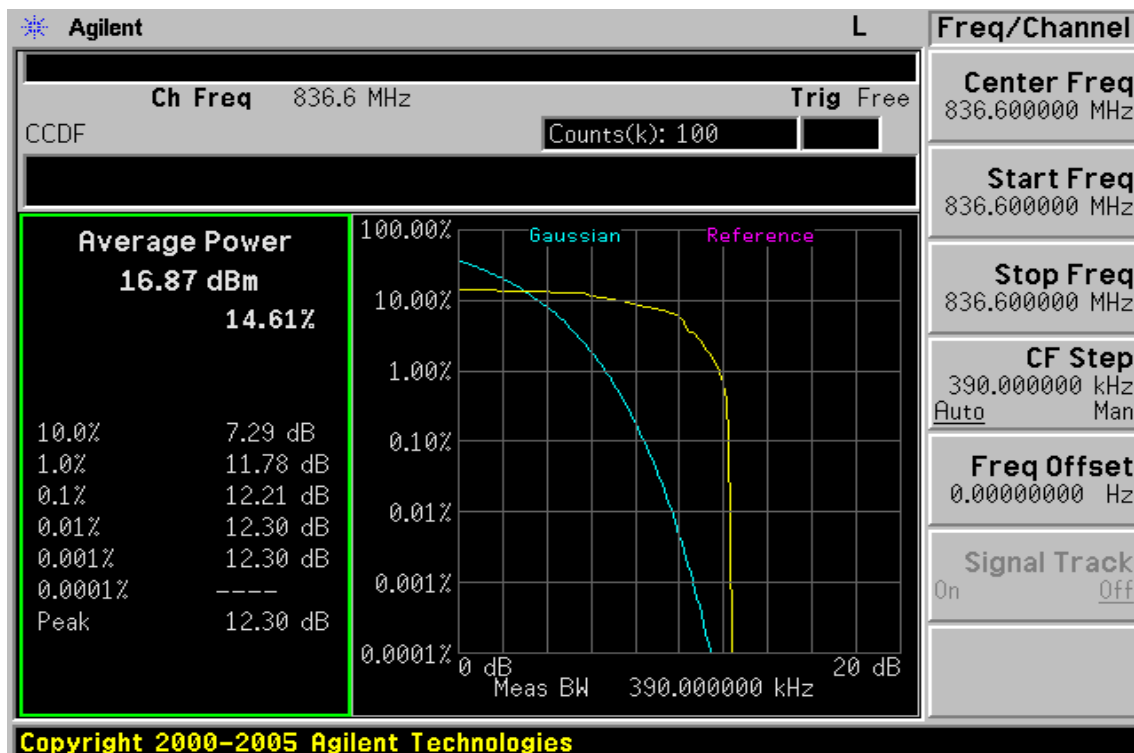 Agilent
L
Ch Freq 836.6 MHz
Trig Free
CCDF
Counts(k): 100
Average Power
16.87 dBm
14.61%
10.0% 7.29 dB
1.0% 11.78 dB
0.1% 12.21 dB
0.01% 12.30 dB
0.001% 12.30 dB
0.0001% ----
Peak 12.30 dB
Gaussian
Reference
100.00%
10.00%
1.00%
0.10%
0.01%
0.001%
0.0001%
0 dB
20 dB
Meas BW 390.000000 kHz
Freq/Channel
Center Freq
836.600000 MHz
Start Freq
836.600000 MHz
Stop Freq
836.600000 MHz
CF Step
390.000000 kHz
Auto Man
Freq Offset
0.00000000 Hz
Signal Track
On Off
Copyright 2000-2005 Agilent Technologies